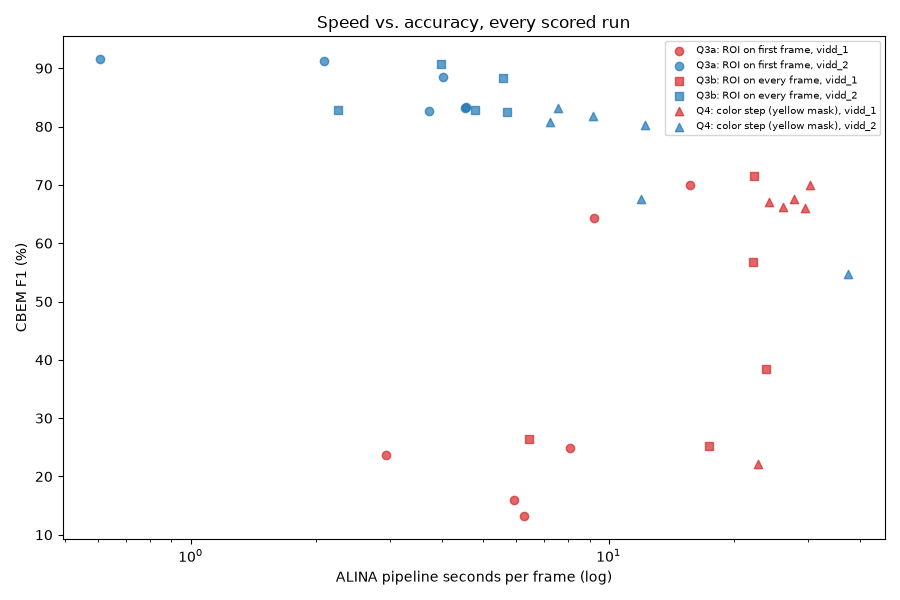 Speed vs. accuracy, every scored run
Q3a: ROI on first frame, vidd_1
Q3a: ROI on first frame, vidd_2
Q3b: ROI on every frame, vidd_1
Q3b: ROI on every frame, vidd_2
Q4: color step (yellow mask), vidd_1
Q4: color step (yellow mask), vidd_2
CBEM F1 (%)
90
80
70
60
50
40
30
20
10
10⁰
10¹
ALINA pipeline seconds per frame (log)